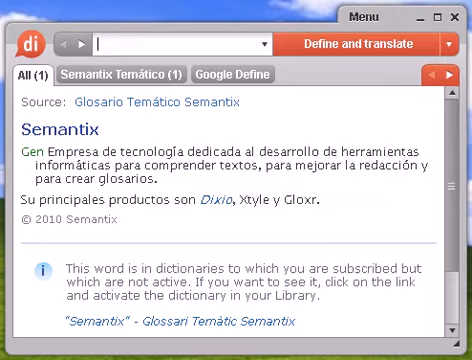 Menu
di
Define and translate
All (1)
Semantix Temático (1)
Google Define
Source: Glosario Temático Semantix
Semantix
Gen Empresa de tecnología dedicada al desarrollo de herramientas
informáticas para comprender textos, para mejorar la redacción y
para crear glosarios.
Su principales productos son Dixio, Xtyle y Gloxr.
© 2010 Semantix
i
This word is in dictionaries to which you are subscribed but
which are not active. If you want to see it, click on the link
and activate the dictionary in your Library.
"Semantix" - Glossari Temàtic Semantix